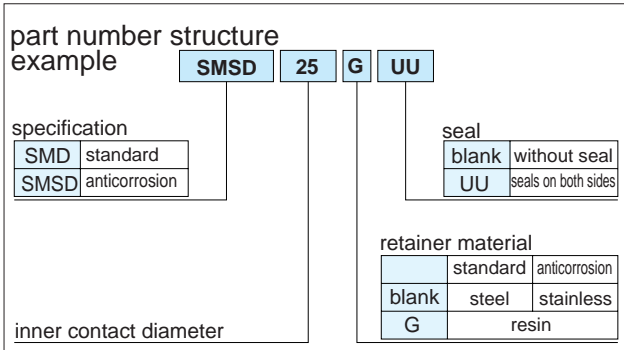 part number structure
example
SMSD 25 G UU
specification
SMD standard
SMSD anticorrosion
seal
blank without seal
UU seals on both sides
retainer material
standard anticorrosion
blank steel stainless
G resin
inner contact diameter